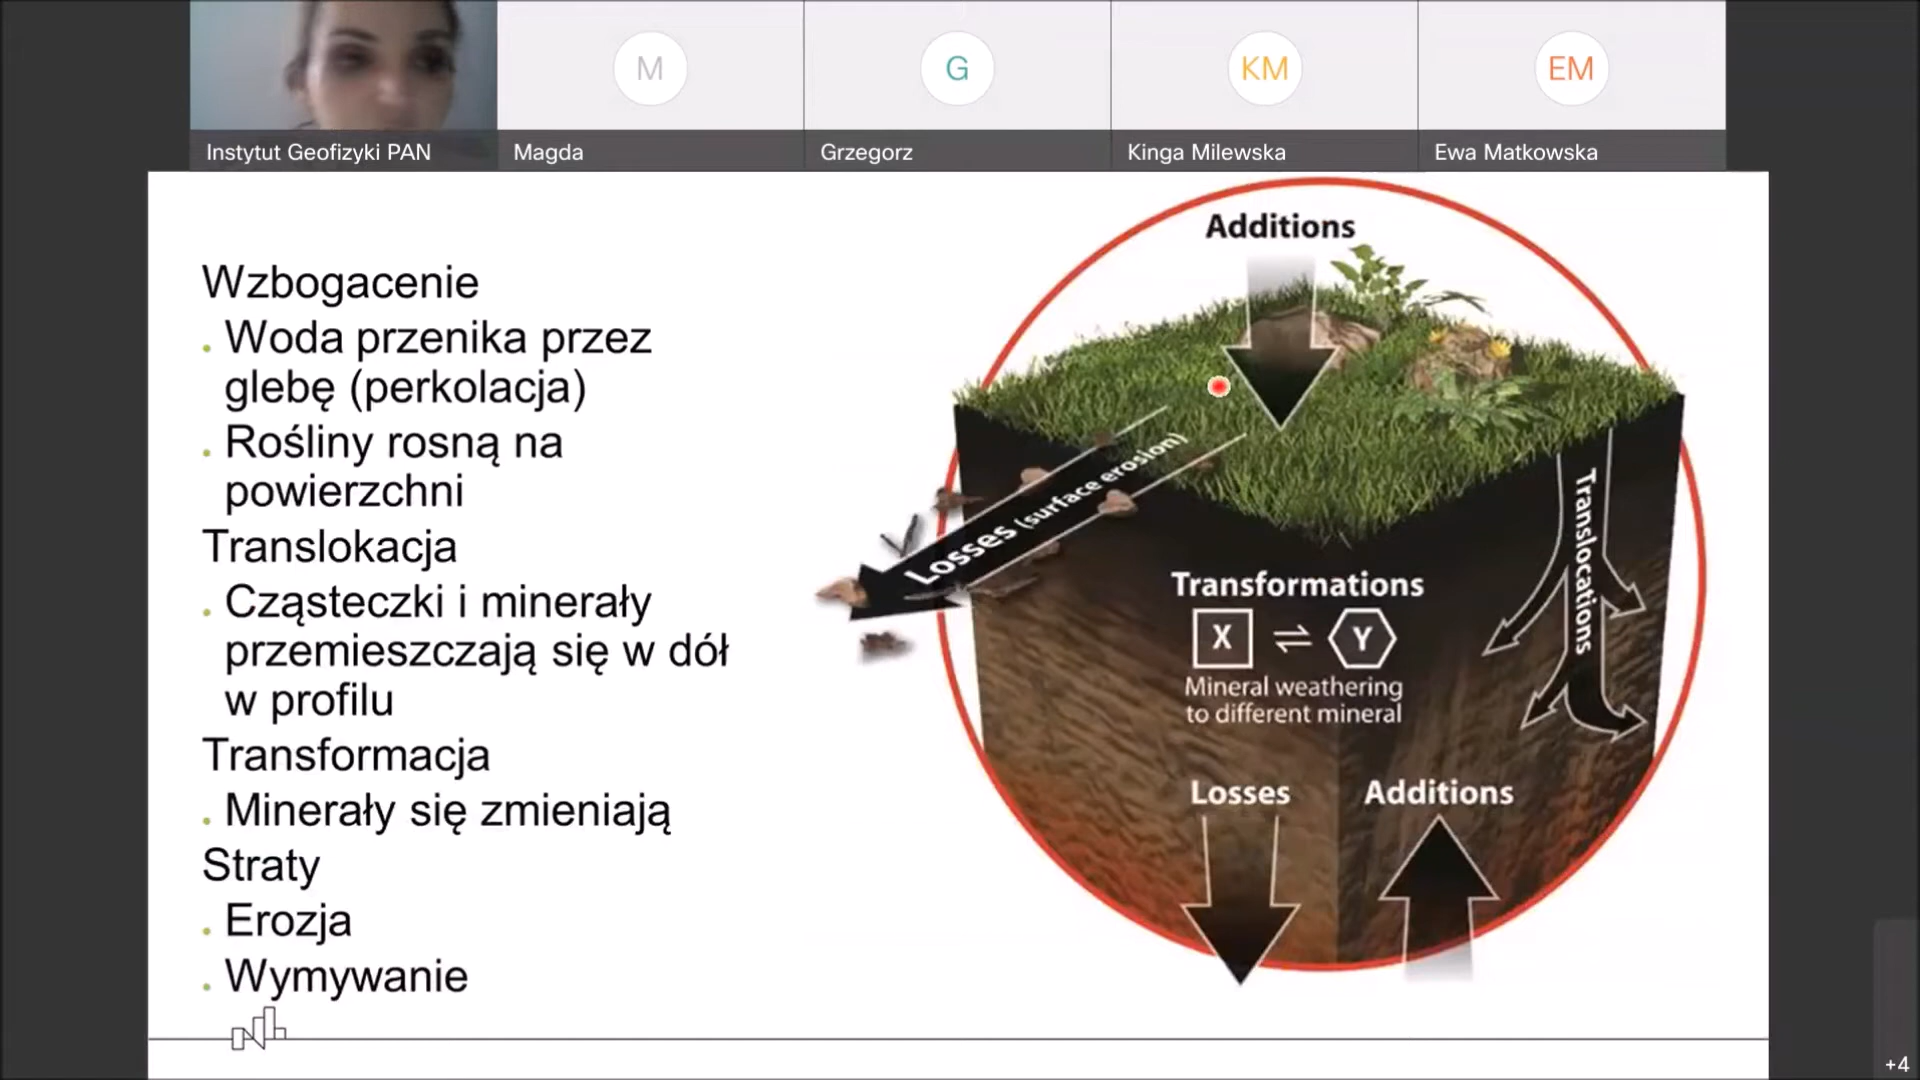 M
G
KM
EM
Instytut Geofizyki PAN
Magda
Grzegorz
Kinga Milewska
Ewa Matkowska
Wzbogacenie
Woda przenika przez
glebę (perkolacja)
Rośliny rosną na
powierzchni
Translokacja
Cząsteczki i minerały
przemieszczają się w dół
w profilu
Transformacja
Minerały się zmieniają
Straty
Erozja
Wymywanie
Additions
Losses (surface erosion)
Translocations
Transformations
X ⇌ Y
Mineral weathering
to different mineral
Losses
Additions
+4